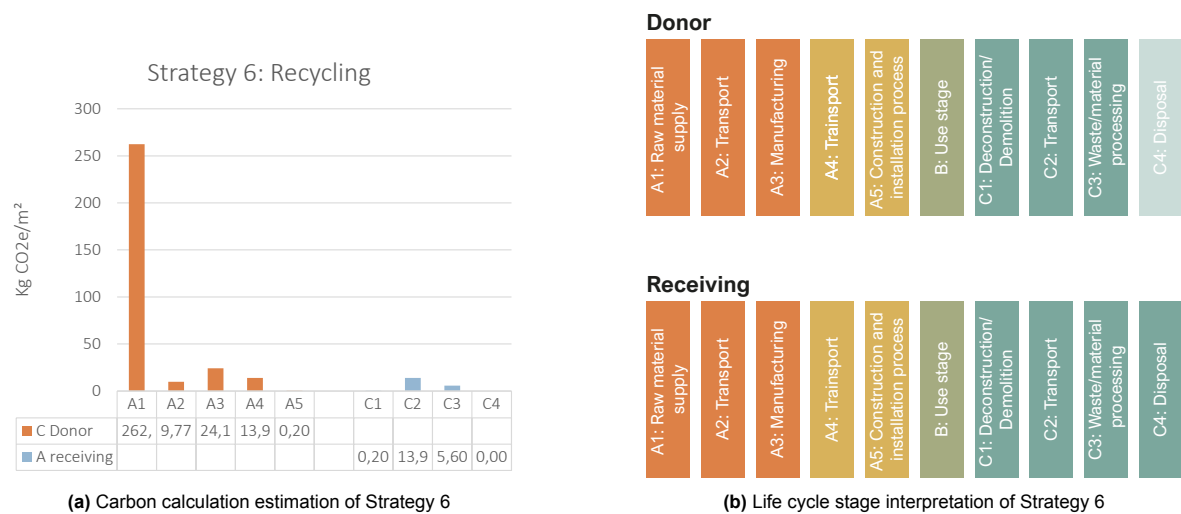 Strategy 6: Recycling
Kg CO2e/m²
300
250
200
150
100
50
0
A1 A2 A3 A4 A5 C1 C2 C3 C4
C Donor 262, 9,77 24,1 13,9 0,20
A receiving 0,20 13,9 5,60 0,00
(a) Carbon calculation estimation of Strategy 6
Donor
A1: Raw material
supply
A2: Transport
A3: Manufacturing
A4: Trainsport
A5: Construction and
installation process
B: Use stage
C1: Deconstruction/
Demolition
C2: Transport
C3: Waste/material
processing
C4: Disposal
Receiving
A1: Raw material
supply
A2: Transport
A3: Manufacturing
A4: Trainsport
A5: Construction and
installation process
B: Use stage
C1: Deconstruction/
Demolition
C2: Transport
C3: Waste/material
processing
C4: Disposal
(b) Life cycle stage interpretation of Strategy 6